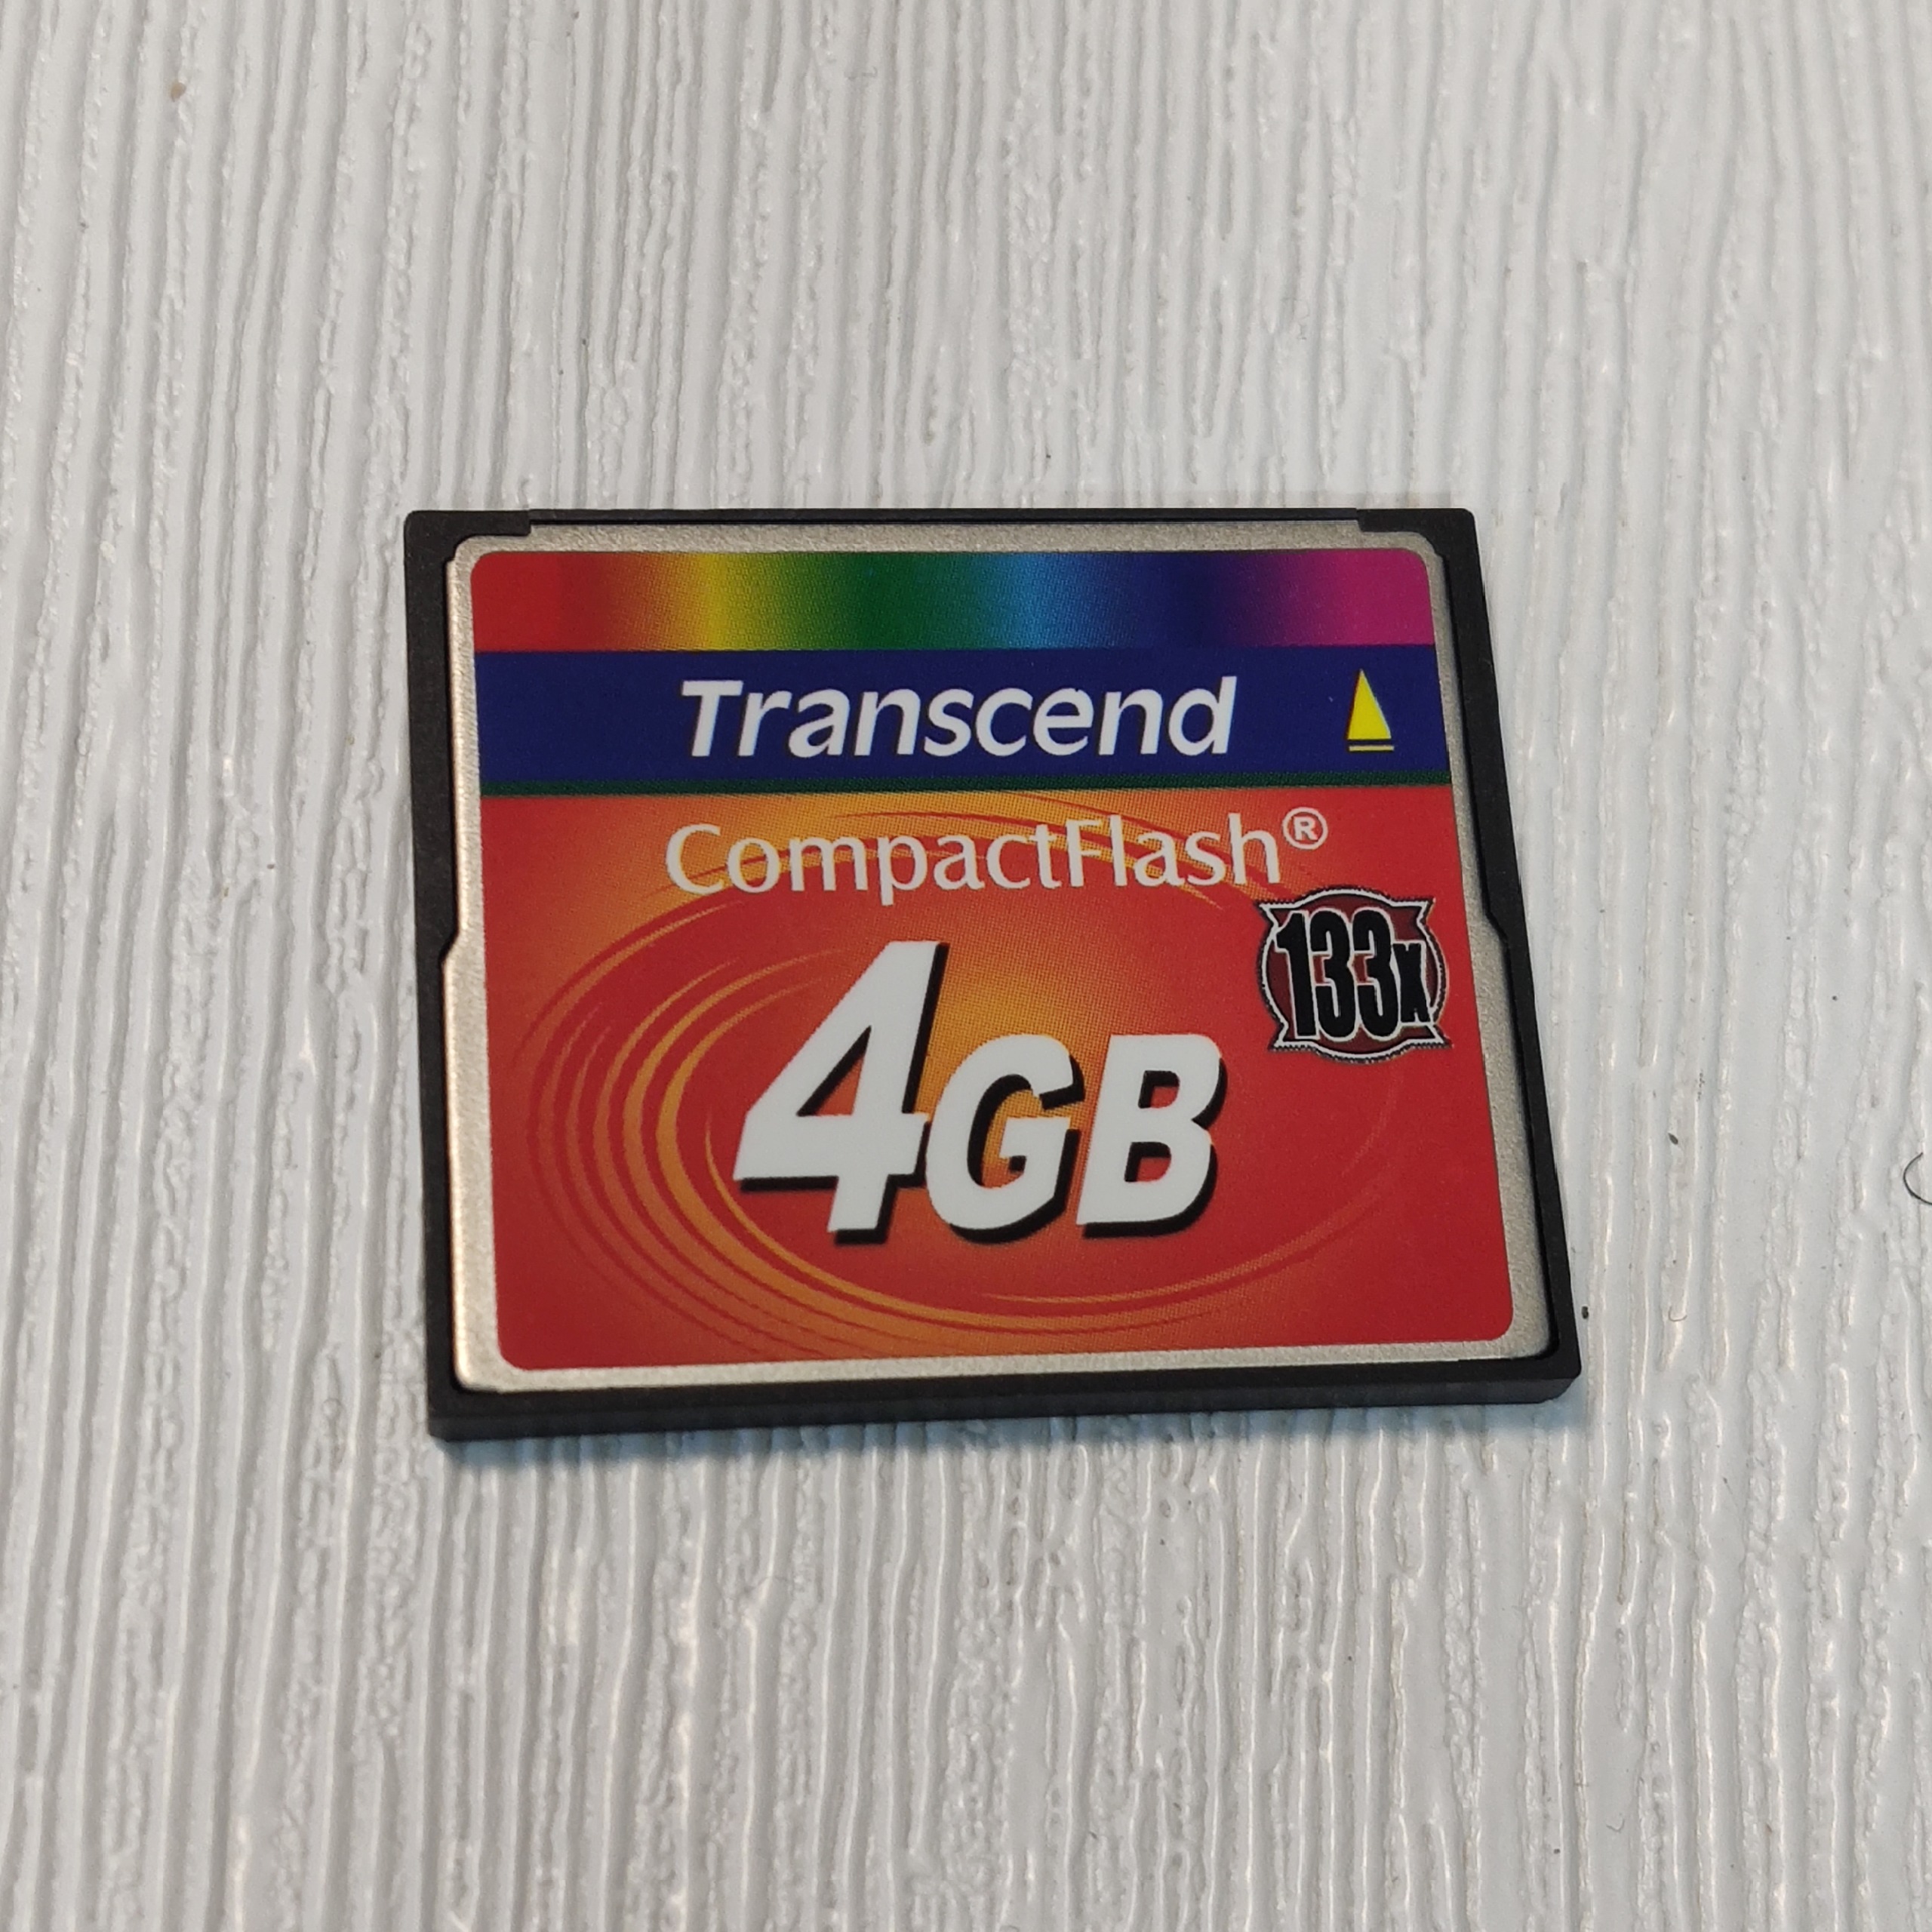 Transcend
CompactFlash®
133x
4GB